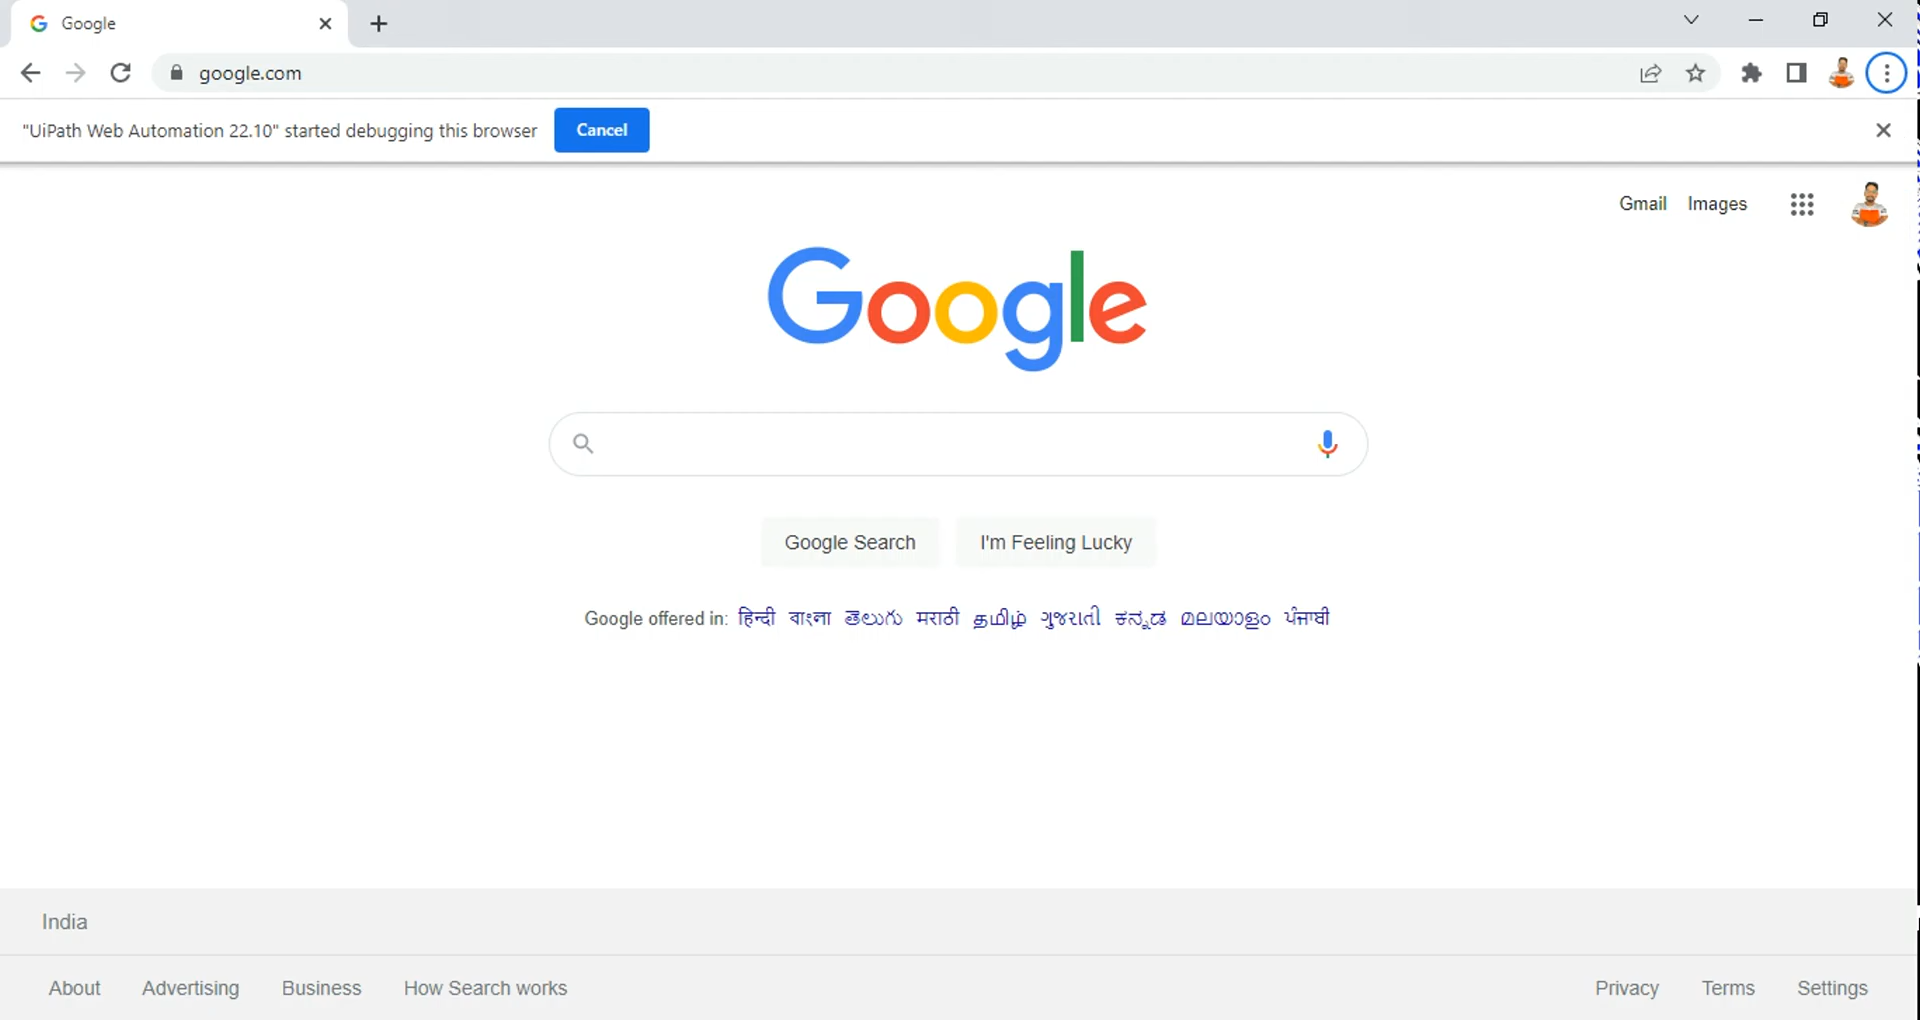 Google
google.com
"UiPath Web Automation 22.10" started debugging this browser Cancel
Gmail Images
Google
Google Search I'm Feeling Lucky
Google offered in: हिन्दी বাংলা తెలుగు मराठी தமிழ் ગુજરાતી ಕನ್ನಡ മലയാളം ਪੰਜਾਬੀ
India
About Advertising Business How Search works Privacy Terms Settings